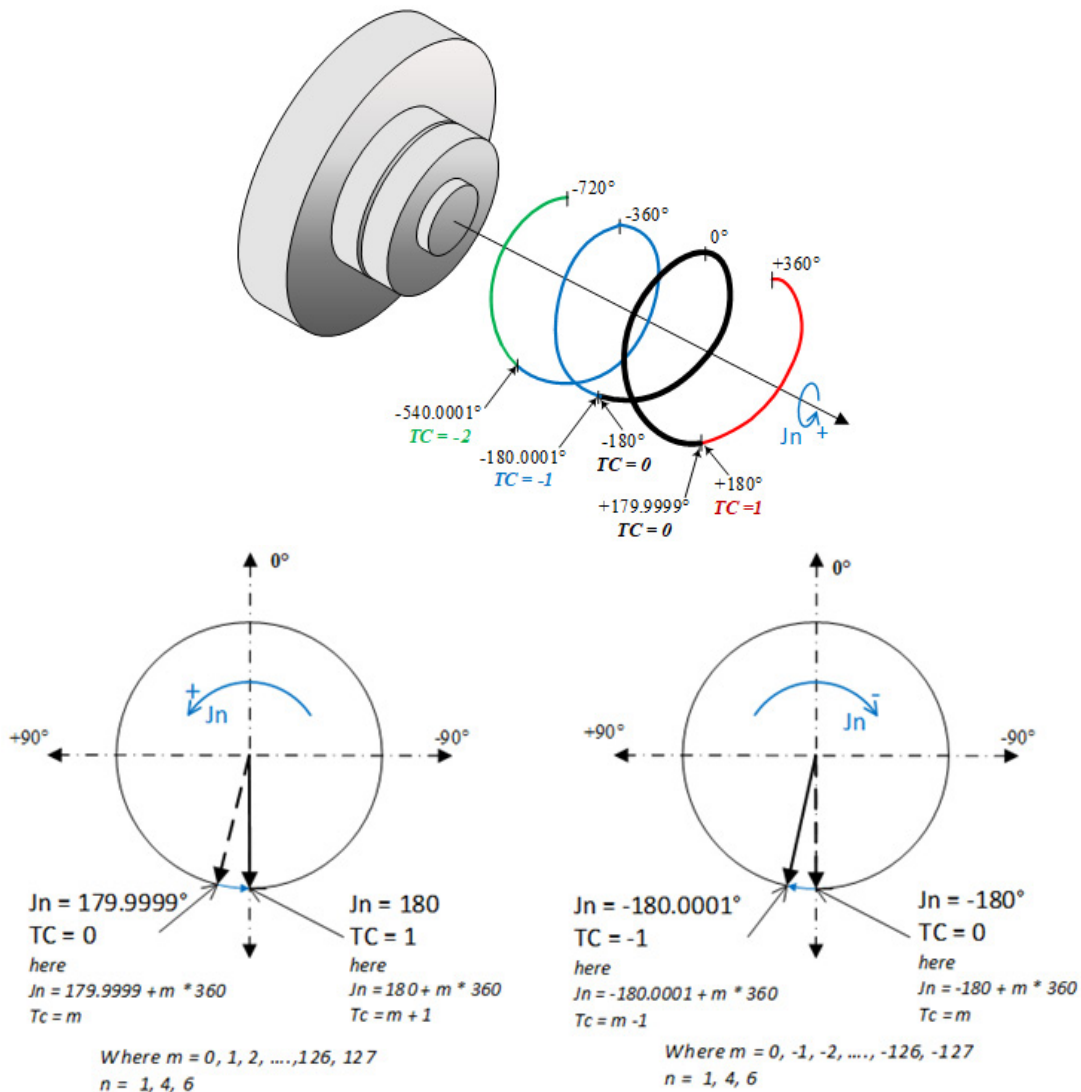 -720°
-360°
0°
+360°
-540.0001°
TC = -2
-180.0001°
TC = -1
-180°
TC = 0
+179.9999°
TC = 0
+180°
TC =1
Jn +
0°
+
Jn
+90°
-90°
Jn = 179.9999°
TC = 0
here
Jn = 179.9999 + m * 360
Tc = m
Jn = 180
TC = 1
here
Jn = 180 + m * 360
Tc = m + 1
Where m = 0, 1, 2, ....,126, 127
n = 1, 4, 6
0°
-
Jn
+90°
-90°
Jn = -180.0001°
TC = -1
here
Jn = -180.0001 + m * 360
Tc = m -1
Jn = -180°
TC = 0
here
Jn = -180 + m * 360
Tc = m
Where m = 0, -1, -2, ...., -126, -127
n = 1, 4, 6